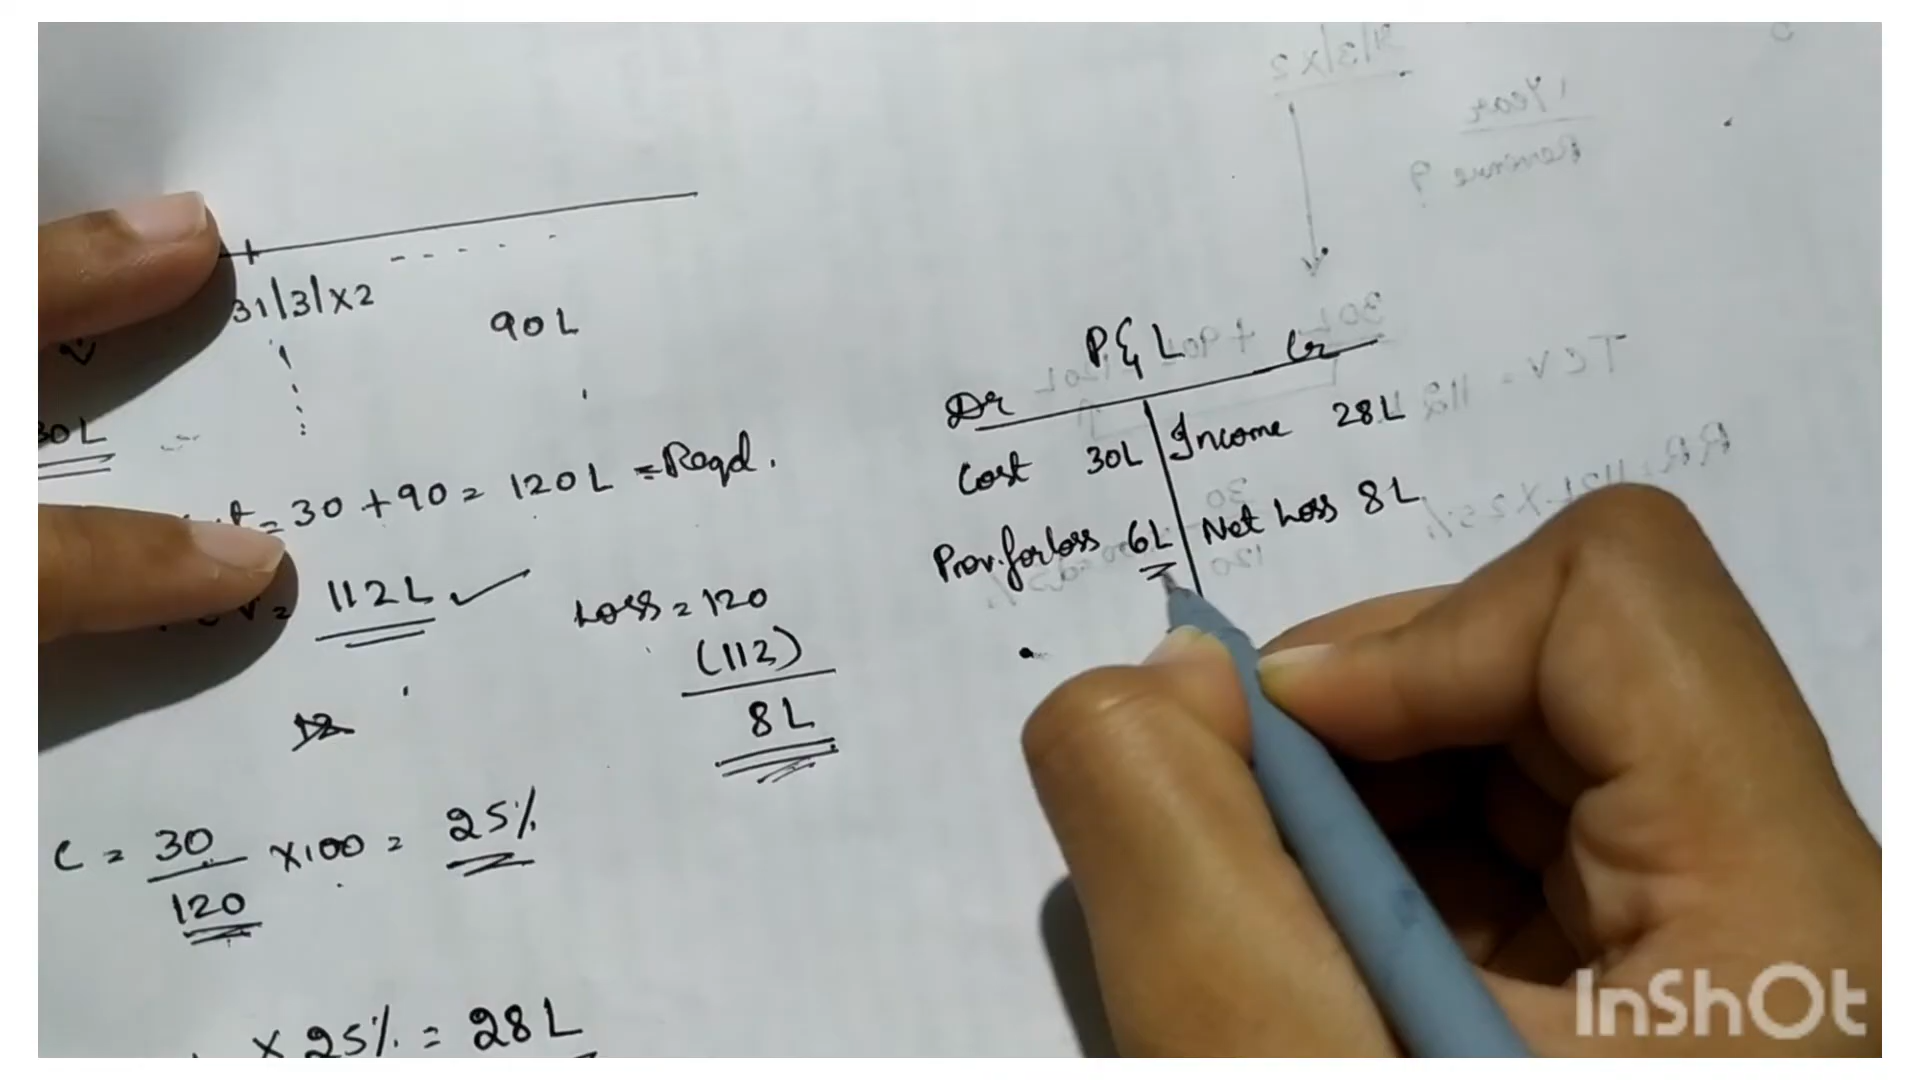 31/3/X2
90L
30L
= 30 + 90 = 120L = Reqd.
112L ✓
Loss = 120
(112)
8L
C = 30/120 X100 = 25%
X 25% = 28L
P & L
Dr Cr
Cost 30L Income 28L
Prov. for loss 6L Net Loss 8L
InShOt